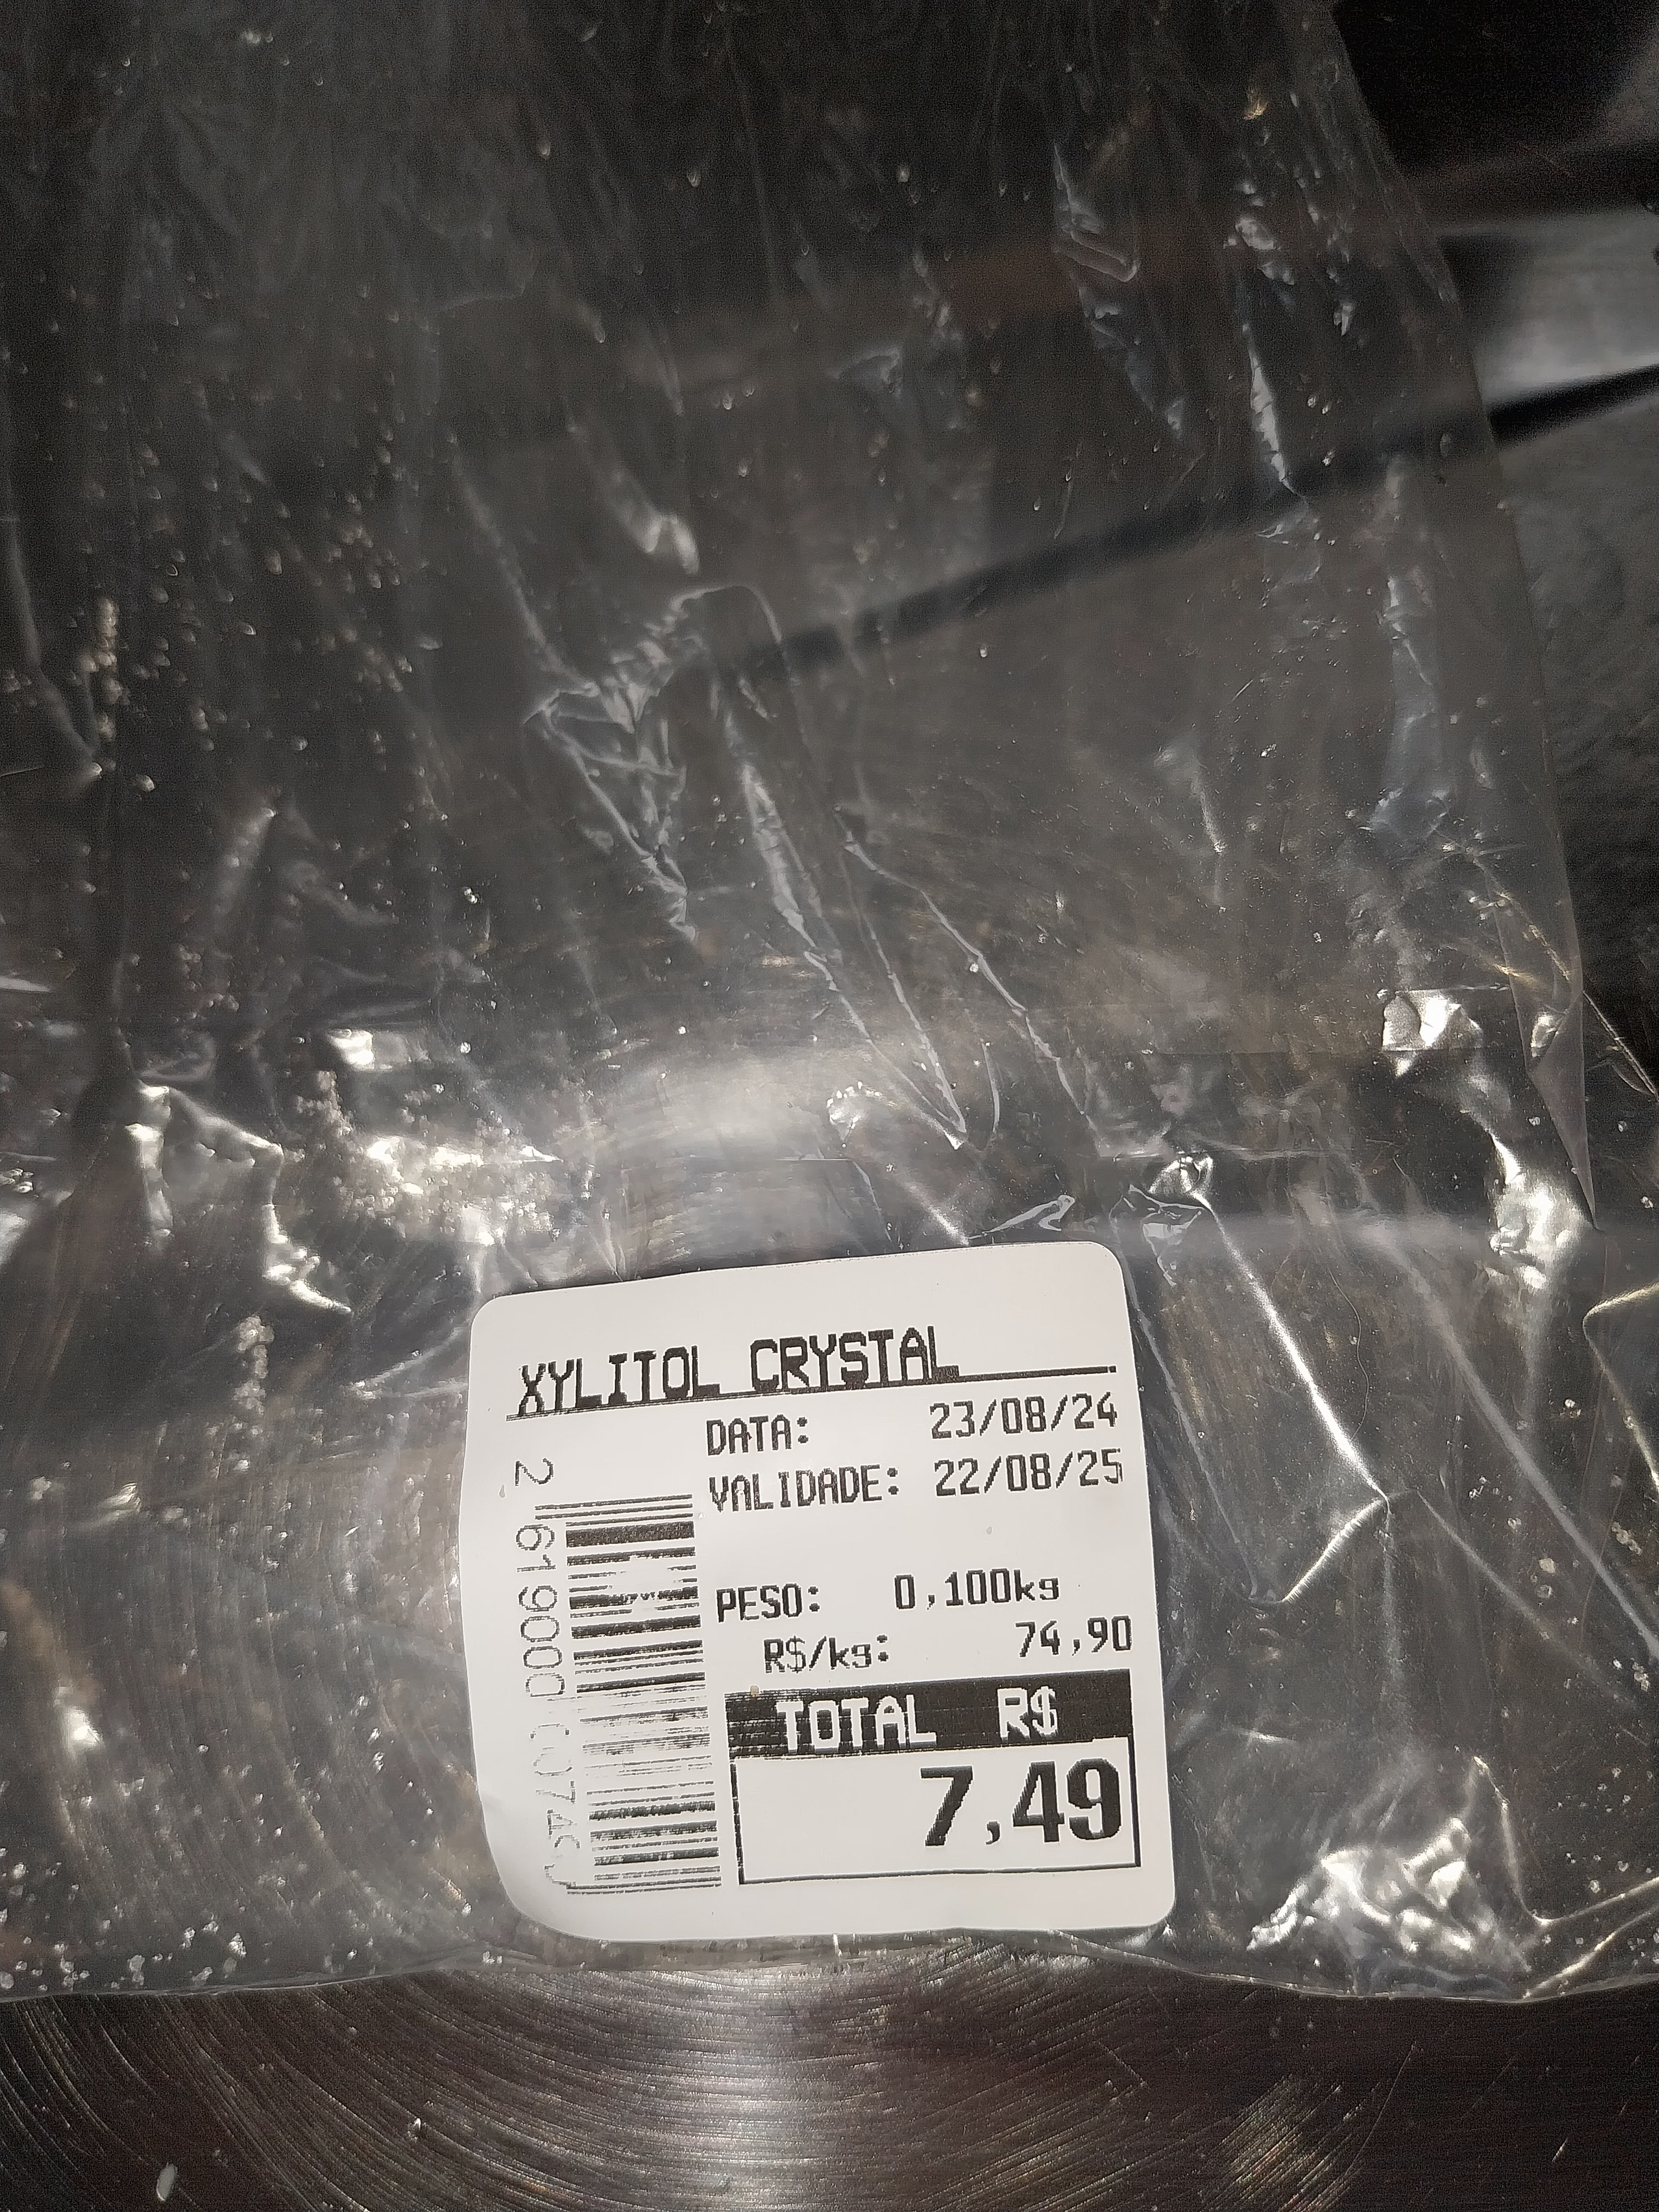 XYLITOL CRYSTAL
DATA: 23/08/24
VALIDADE: 22/08/25
PESO: 0,100kg
R$/kg: 74,90
TOTAL R$
7,49
2 619000